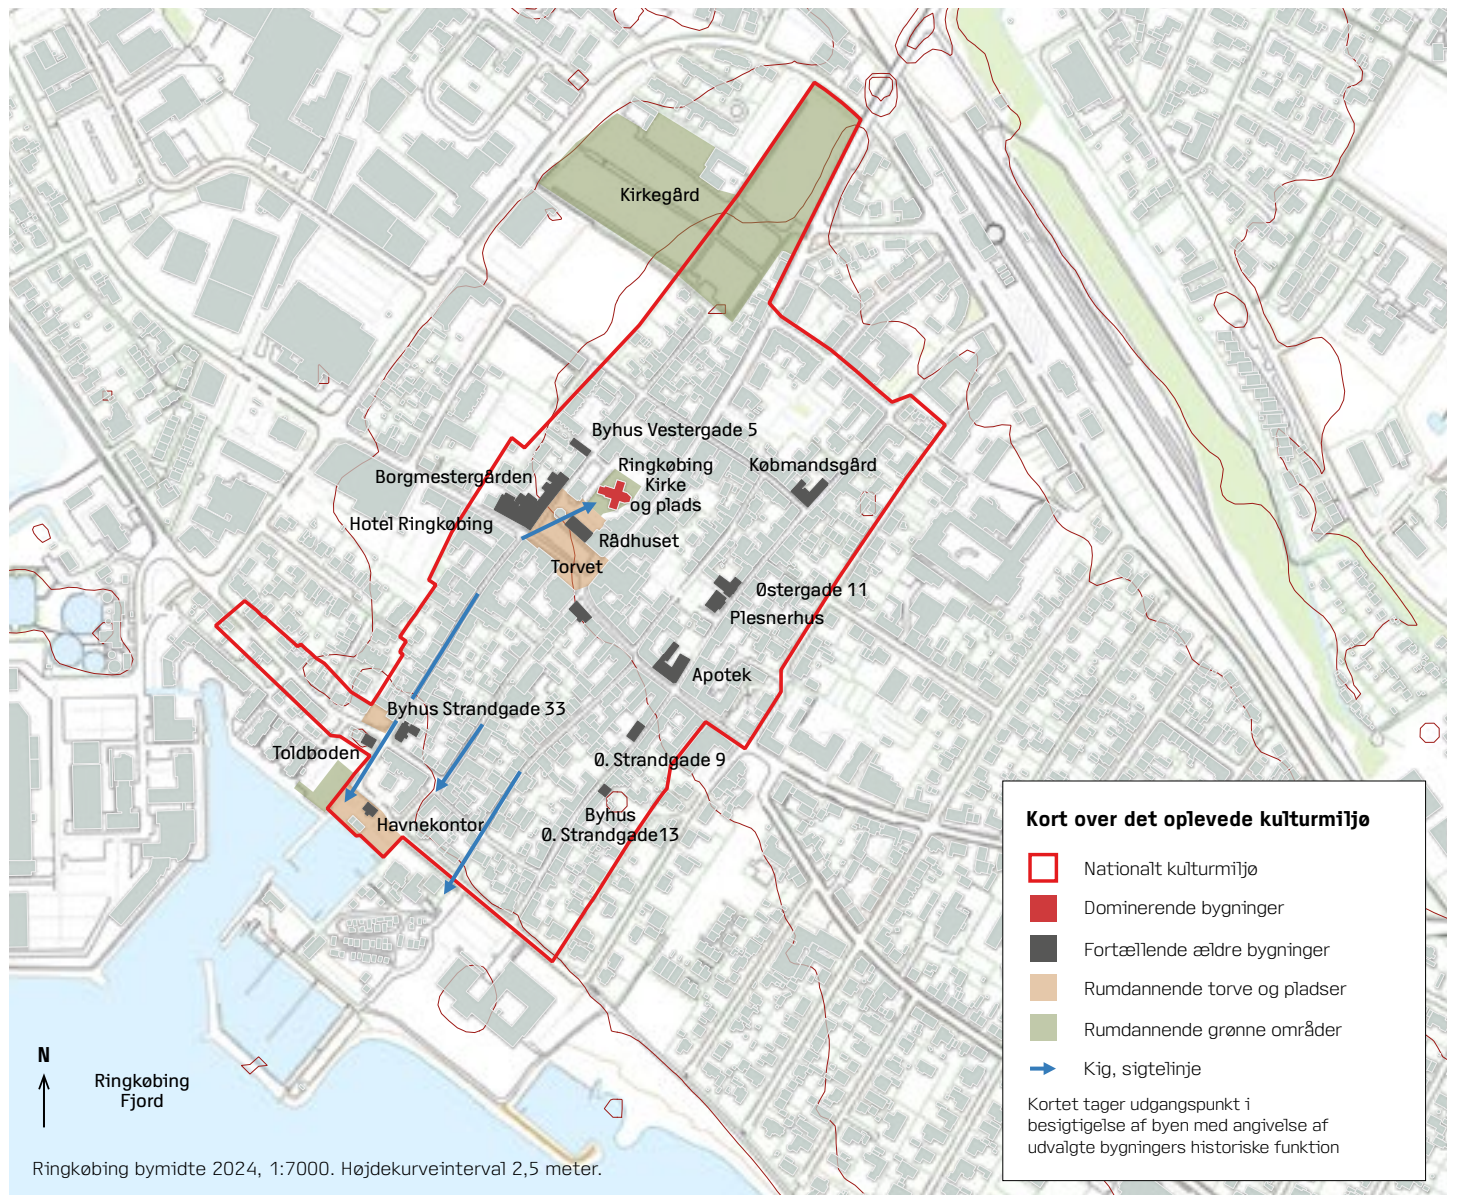 Kirkegård
Byhus Vestergade 5
Borgmestergården
Ringkøbing
Kirke
og plads
Købmandsgård
Hotel Ringkøbing
Rådhuset
Torvet
Østergade 11
Plesnerhus
Apotek
Byhus Strandgade 33
Toldboden
Ø. Strandgade 9
Havnekontor
Byhus
Ø. Strandgade13
Kort over det oplevede kulturmiljø
Nationalt kulturmiljø
Dominerende bygninger
Fortællende ældre bygninger
Rumdannende torve og pladser
Rumdannende grønne områder
Kig, sigtelinje
Kortet tager udgangspunkt i
besigtigelse af byen med angivelse af
udvalgte bygningers historiske funktion
N
Ringkøbing
Fjord
Ringkøbing bymidte 2024, 1:7000. Højdekurveinterval 2,5 meter.